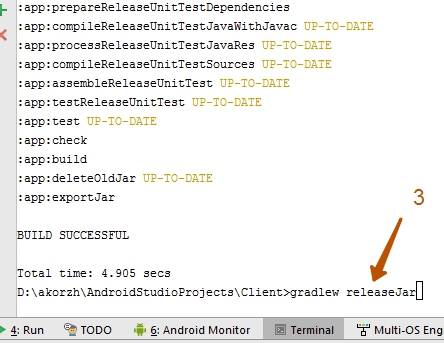 :app:prepareReleaseUnitTestDependencies
:app:compileReleaseUnitTestJavaWithJavac UP-TO-DATE
:app:processReleaseUnitTestJavaRes UP-TO-DATE
:app:compileReleaseUnitTestSources UP-TO-DATE
:app:assembleReleaseUnitTest UP-TO-DATE
:app:testReleaseUnitTest UP-TO-DATE
:app:test UP-TO-DATE
:app:check
:app:build
:app:deleteOldJar UP-TO-DATE
:app:exportJar
3
BUILD SUCCESSFUL
Total time: 4.905 secs
D:\akorzh\AndroidStudioProjects\Client>gradlew releaseJar
4: Run TODO 6: Android Monitor Terminal Multi-OS Eng